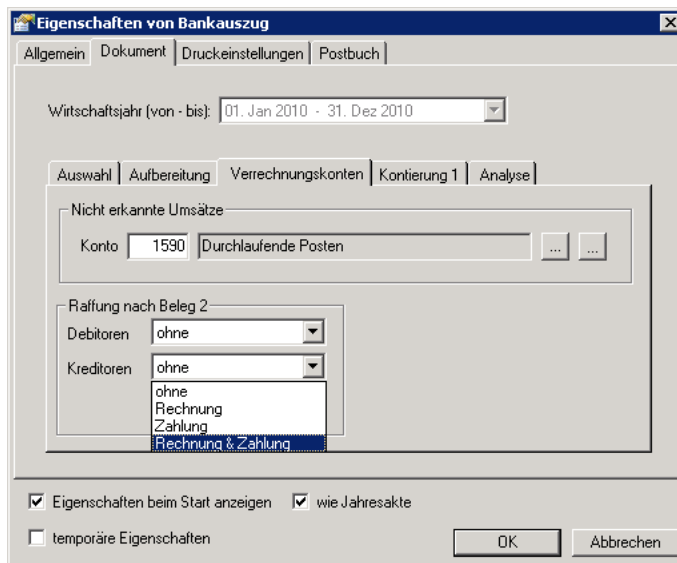 Eigenschaften von Bankauszug
Allgemein Dokument Druckeinstellungen Postbuch
Wirtschaftsjahr (von - bis): 01. Jan 2010 - 31. Dez 2010
Auswahl Aufbereitung Verrechnungskonten Kontierung 1 Analyse
Nicht erkannte Umsätze
Konto 1590 Durchlaufende Posten ... ...
Raffung nach Beleg 2
Debitoren ohne
Kreditoren ohne
ohne
Rechnung
Zahlung
Rechnung & Zahlung
Eigenschaften beim Start anzeigen wie Jahresakte
temporäre Eigenschaften OK Abbrechen